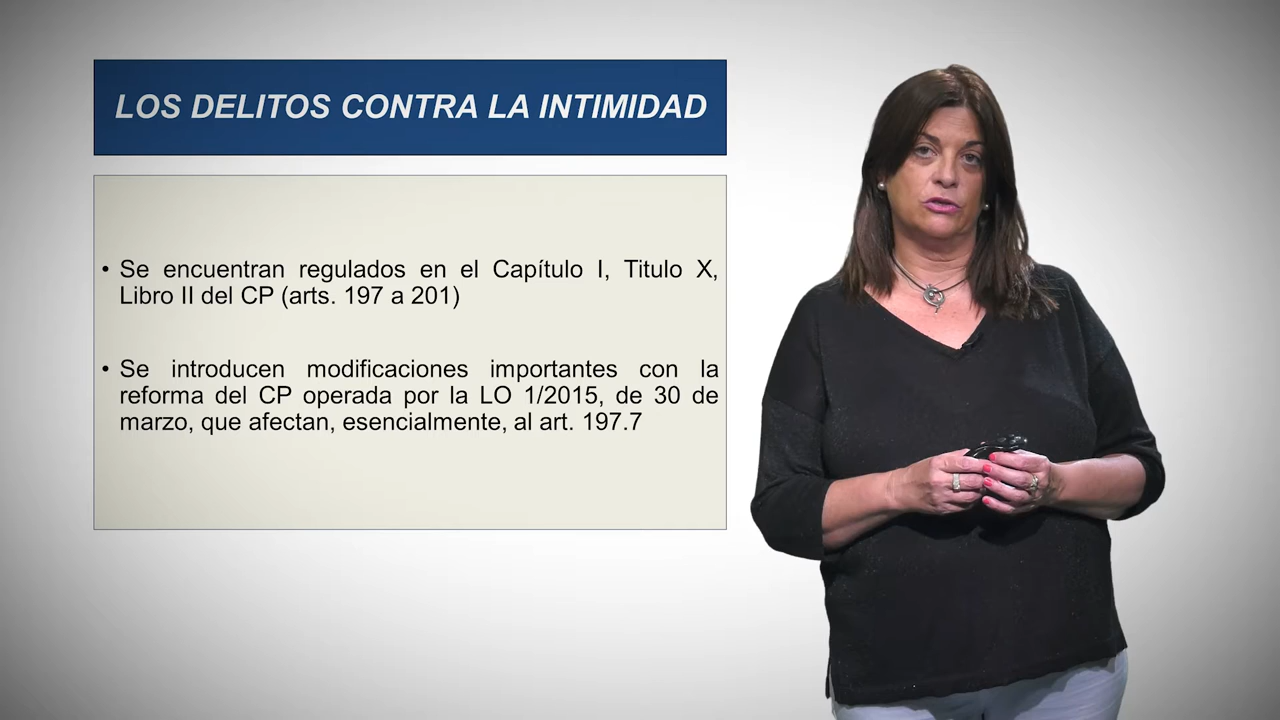 LOS DELITOS CONTRA LA INTIMIDAD
• Se encuentran regulados en el Capítulo I, Titulo X,
Libro II del CP (arts. 197 a 201)
• Se introducen modificaciones importantes con la
reforma del CP operada por la LO 1/2015, de 30 de
marzo, que afectan, esencialmente, al art. 197.7